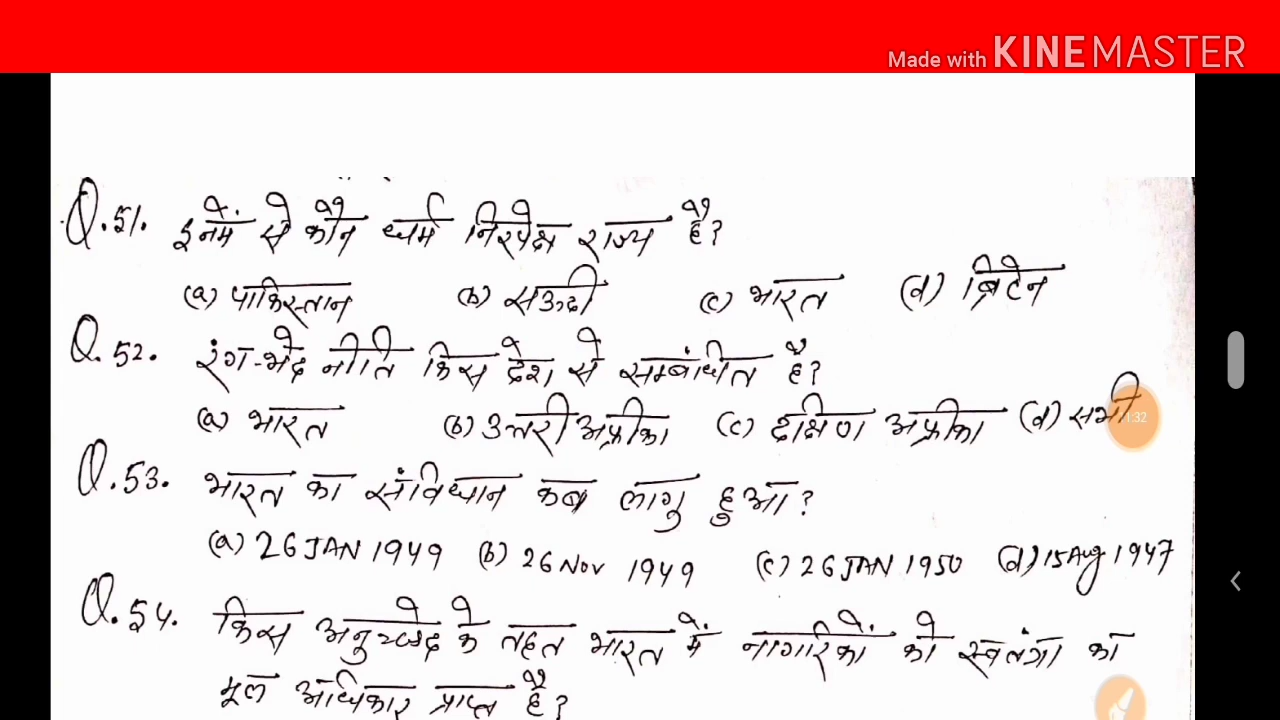 Made with KINEMASTER
Q.51. इनमें से कौन धर्म निरपेक्ष राज्य है?
(a) पाकिस्तान (b) सऊदी (c) भारत (d) ब्रिटेन
Q.52. रंग-भेद नीति किस देश से सम्बंधित है?
(a) भारत (b) उत्तरी अफ्रीका (c) दक्षिण अफ्रीका (d) सभी
1:32
Q.53. भारत का संविधान कब लागु हुआ?
(a) 26 JAN 1949 (b) 26 Nov 1949 (c) 26 JAN 1950 (d) 15 Aug 1947
Q.54. किस अनुच्छेद के तहत भारत में नागरिकों को स्वतंत्रा का
मूल अधिकार प्राप्त है?